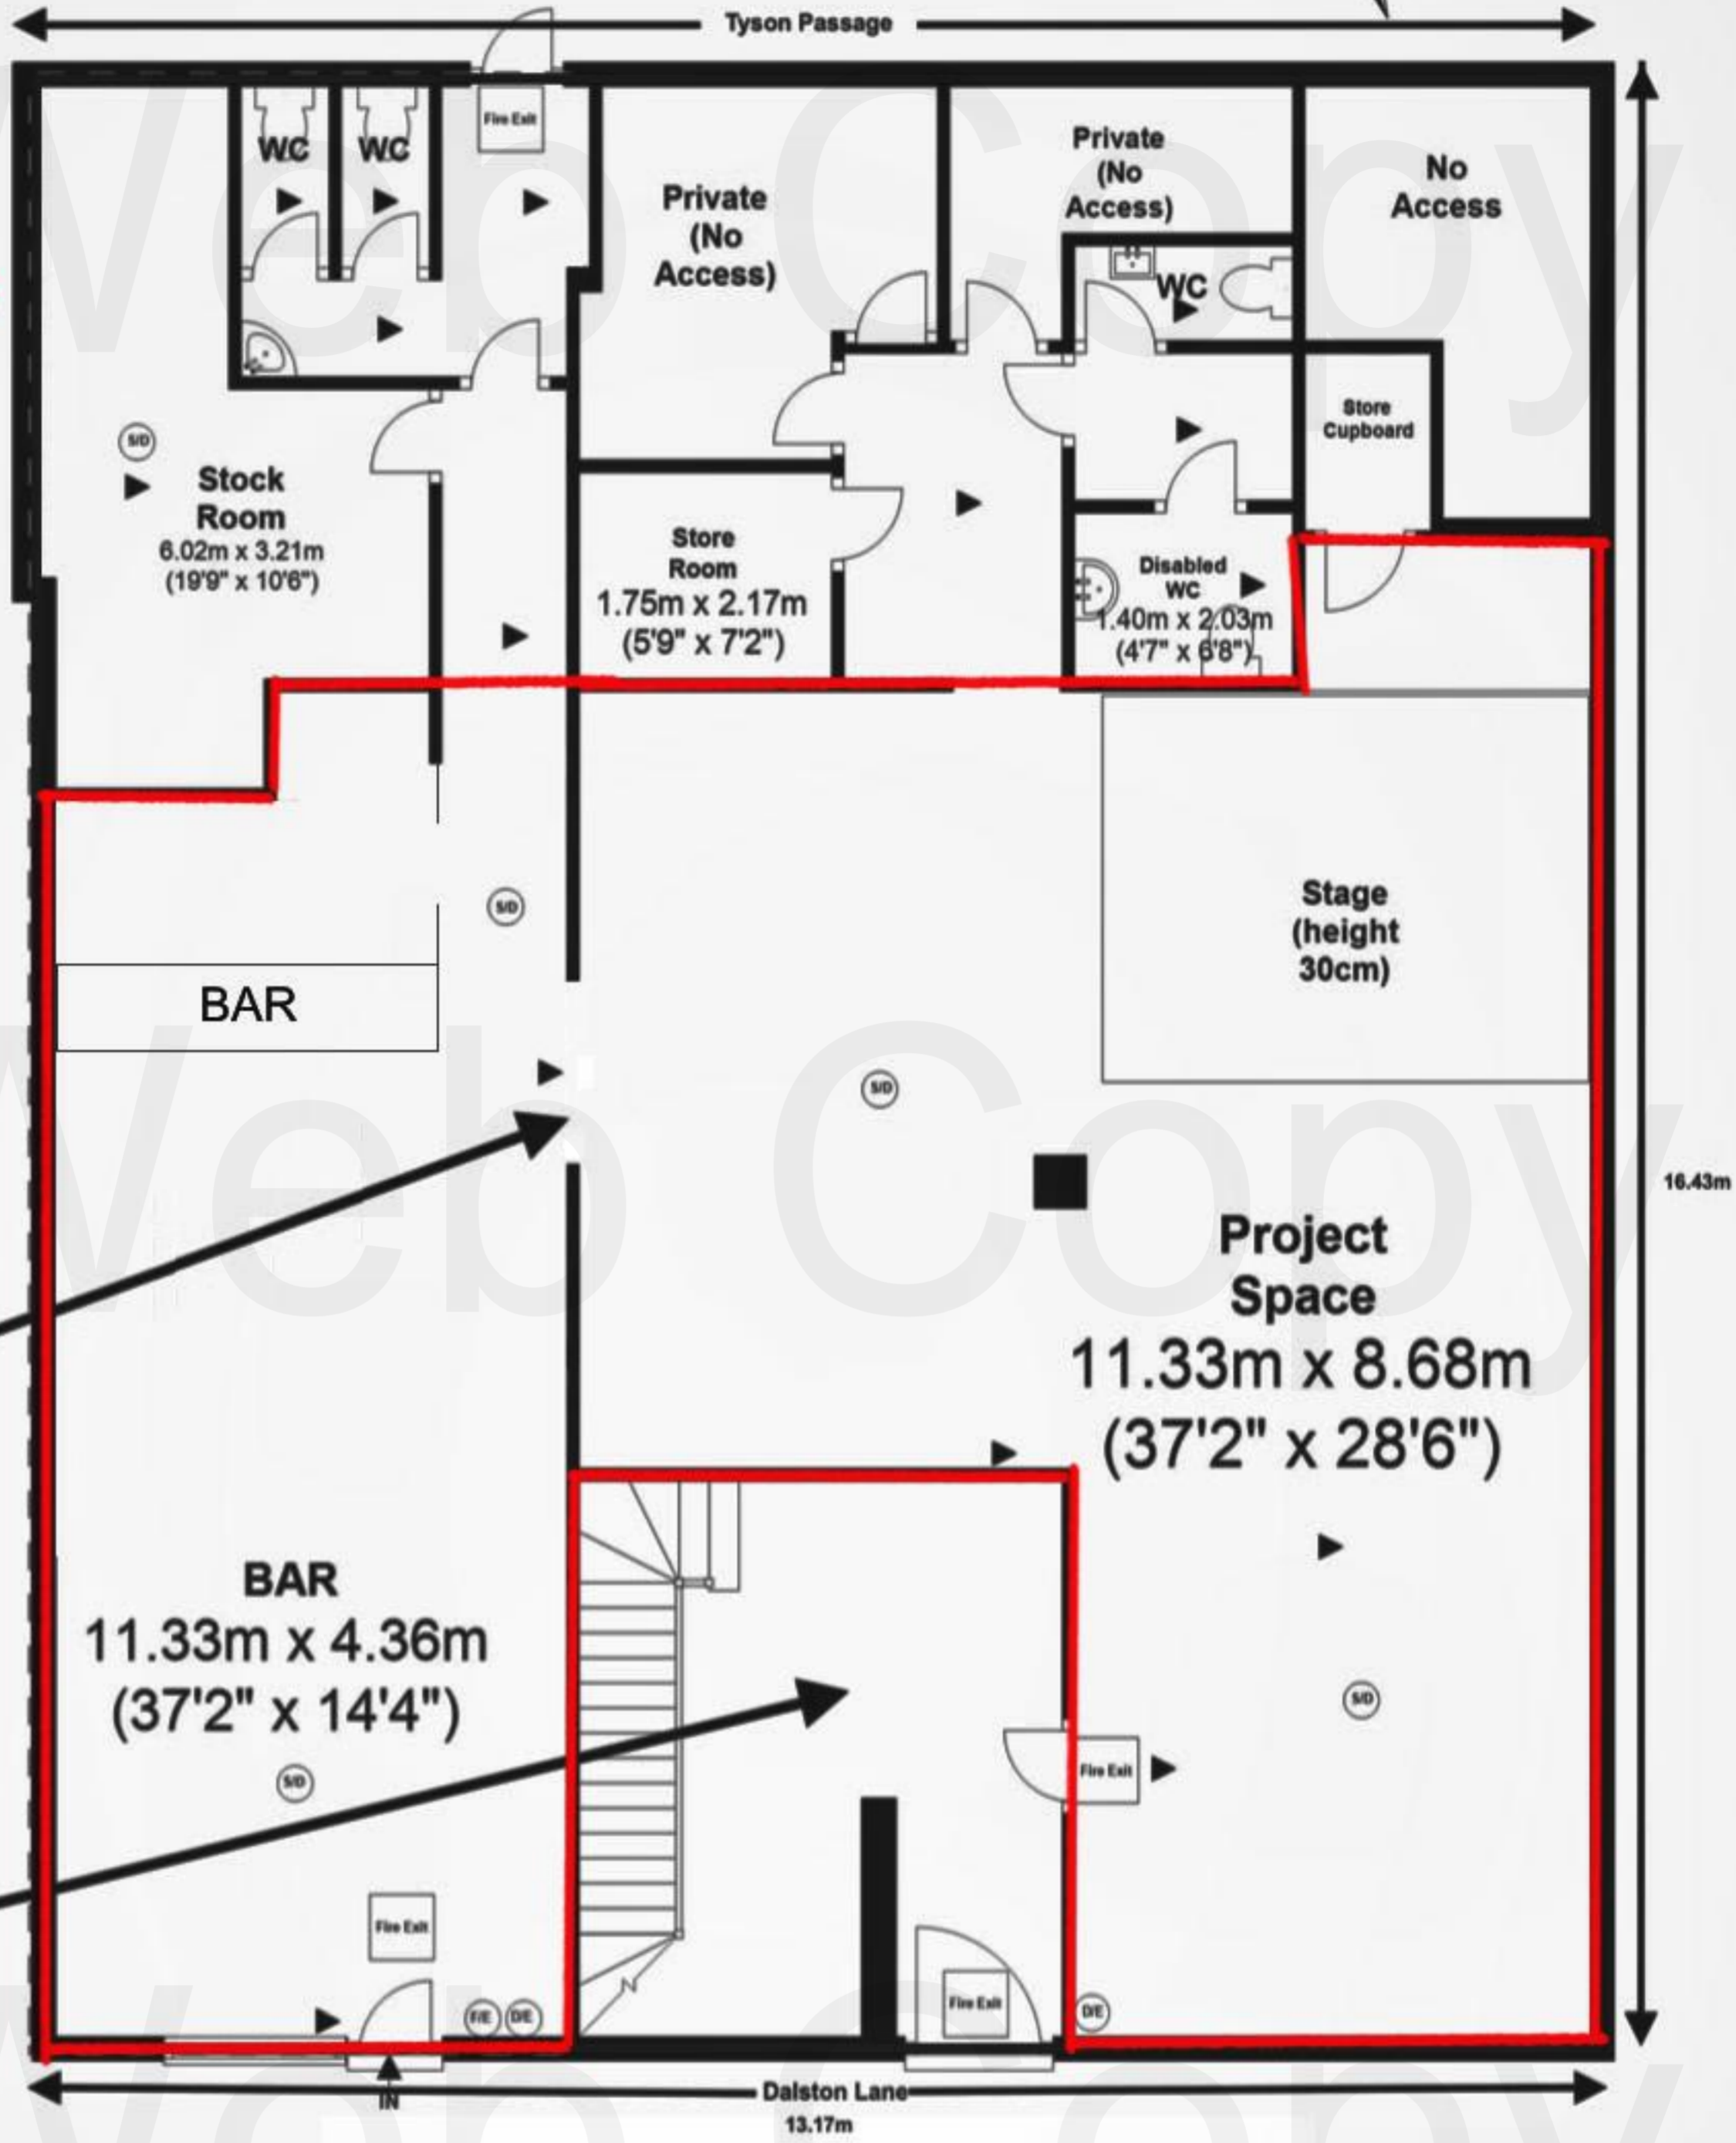 Tyson Passage
Fire Exit
WC
WC
Private
(No
Access)
Private
(No
Access)
No
Access
WC
Store
Cupboard
S/D
Stock
Room
6.02m x 3.21m
(19'9" x 10'6")
Store
Room
1.75m x 2.17m
(5'9" x 7'2")
Disabled
WC
1.40m x 2.03m
(4'7" x 6'8")
S/D
BAR
Stage
(height
30cm)
S/D
16.43m
Project
Space
11.33m x 8.68m
(37'2" x 28'6")
BAR
11.33m x 4.36m
(37'2" x 14'4")
S/D
S/D
Fire Exit
Fire Exit
Fire Exit
F/E
D/E
D/E
N
IN
Dalston Lane
13.17m
Web Copy
Web Copy
Web Copy